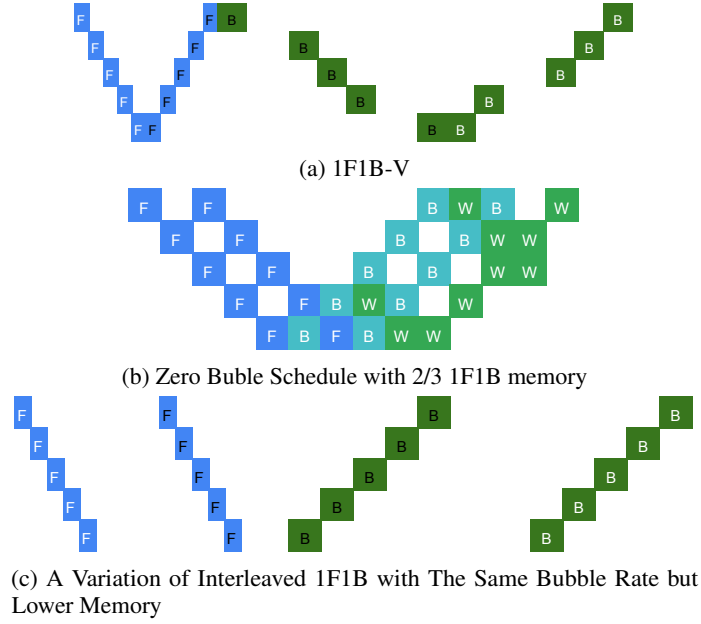 F F B B
F F B B
F F B B
F F B B
F F B B
(a) 1F1B-V
F F B W B W
F F B B W W
F F B B W W
F F B W B W
F B F B W W
(b) Zero Buble Schedule with 2/3 1F1B memory
F F B B
F F B B
F F B B
F F B B
F F B B
(c) A Variation of Interleaved 1F1B with The Same Bubble Rate but
Lower Memory